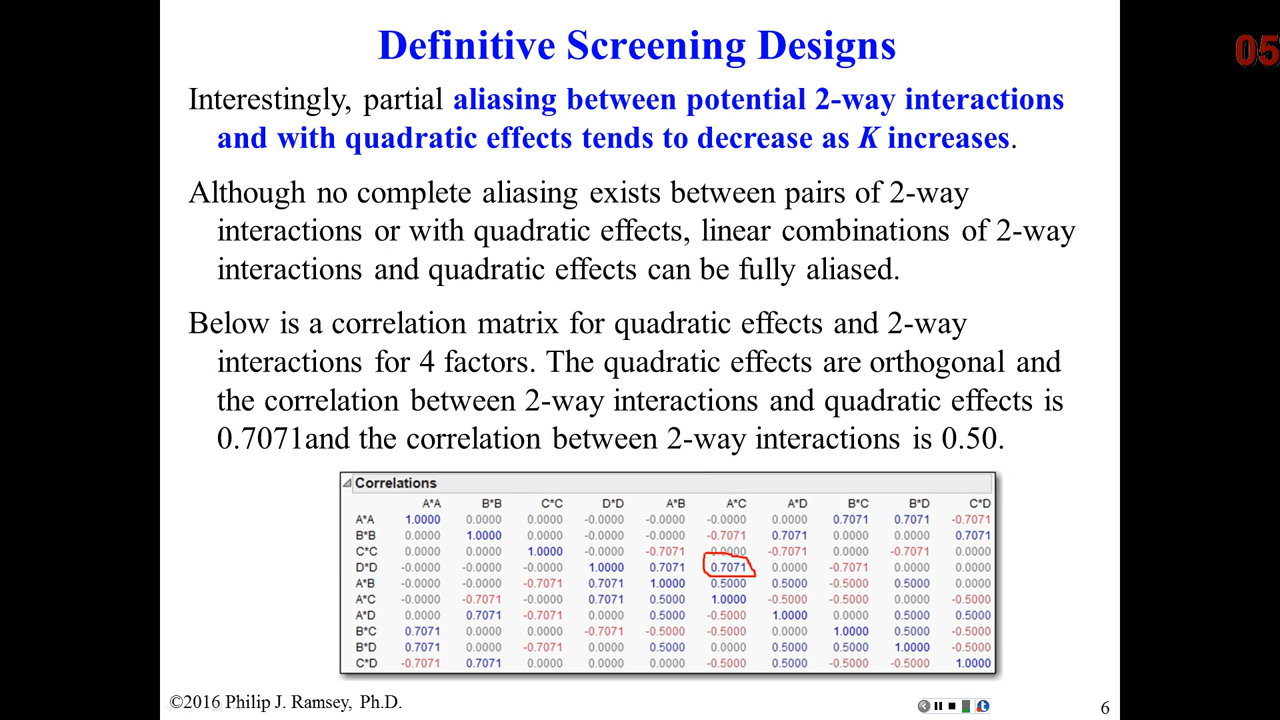 Definitive Screening Designs
05
Interestingly, partial aliasing between potential 2-way interactions
and with quadratic effects tends to decrease as K increases.
Although no complete aliasing exists between pairs of 2-way
interactions or with quadratic effects, linear combinations of 2-way
interactions and quadratic effects can be fully aliased.
Below is a correlation matrix for quadratic effects and 2-way
interactions for 4 factors. The quadratic effects are orthogonal and
the correlation between 2-way interactions and quadratic effects is
0.7071and the correlation between 2-way interactions is 0.50.
Correlations
A*A B*B C*C D*D A*B A*C A*D B*C B*D C*D
A*A 1.0000 0.0000 0.0000 -0.0000 -0.0000 -0.0000 0.0000 0.7071 0.7071 -0.7071
B*B 0.0000 1.0000 0.0000 -0.0000 -0.0000 -0.7071 0.7071 0.0000 0.0000 0.7071
C*C 0.0000 0.0000 1.0000 -0.0000 -0.7071 0.0000 -0.7071 0.0000 -0.7071 0.0000
D*D -0.0000 -0.0000 -0.0000 1.0000 0.7071 0.7071 0.0000 -0.7071 0.0000 0.0000
A*B -0.0000 -0.0000 -0.7071 0.7071 1.0000 0.5000 0.5000 -0.5000 0.5000 0.0000
A*C -0.0000 -0.7071 -0.0000 0.7071 0.5000 1.0000 -0.5000 -0.5000 0.0000 -0.5000
A*D 0.0000 0.7071 -0.7071 0.0000 0.5000 -0.5000 1.0000 0.0000 0.5000 0.5000
B*C 0.7071 0.0000 0.0000 -0.7071 -0.5000 -0.5000 0.0000 1.0000 0.5000 -0.5000
B*D 0.7071 0.0000 -0.7071 0.0000 0.5000 0.0000 0.5000 0.5000 1.0000 -0.5000
C*D -0.7071 0.7071 0.0000 0.0000 0.0000 -0.5000 0.5000 -0.5000 -0.5000 1.0000
©2016 Philip J. Ramsey, Ph.D.
6